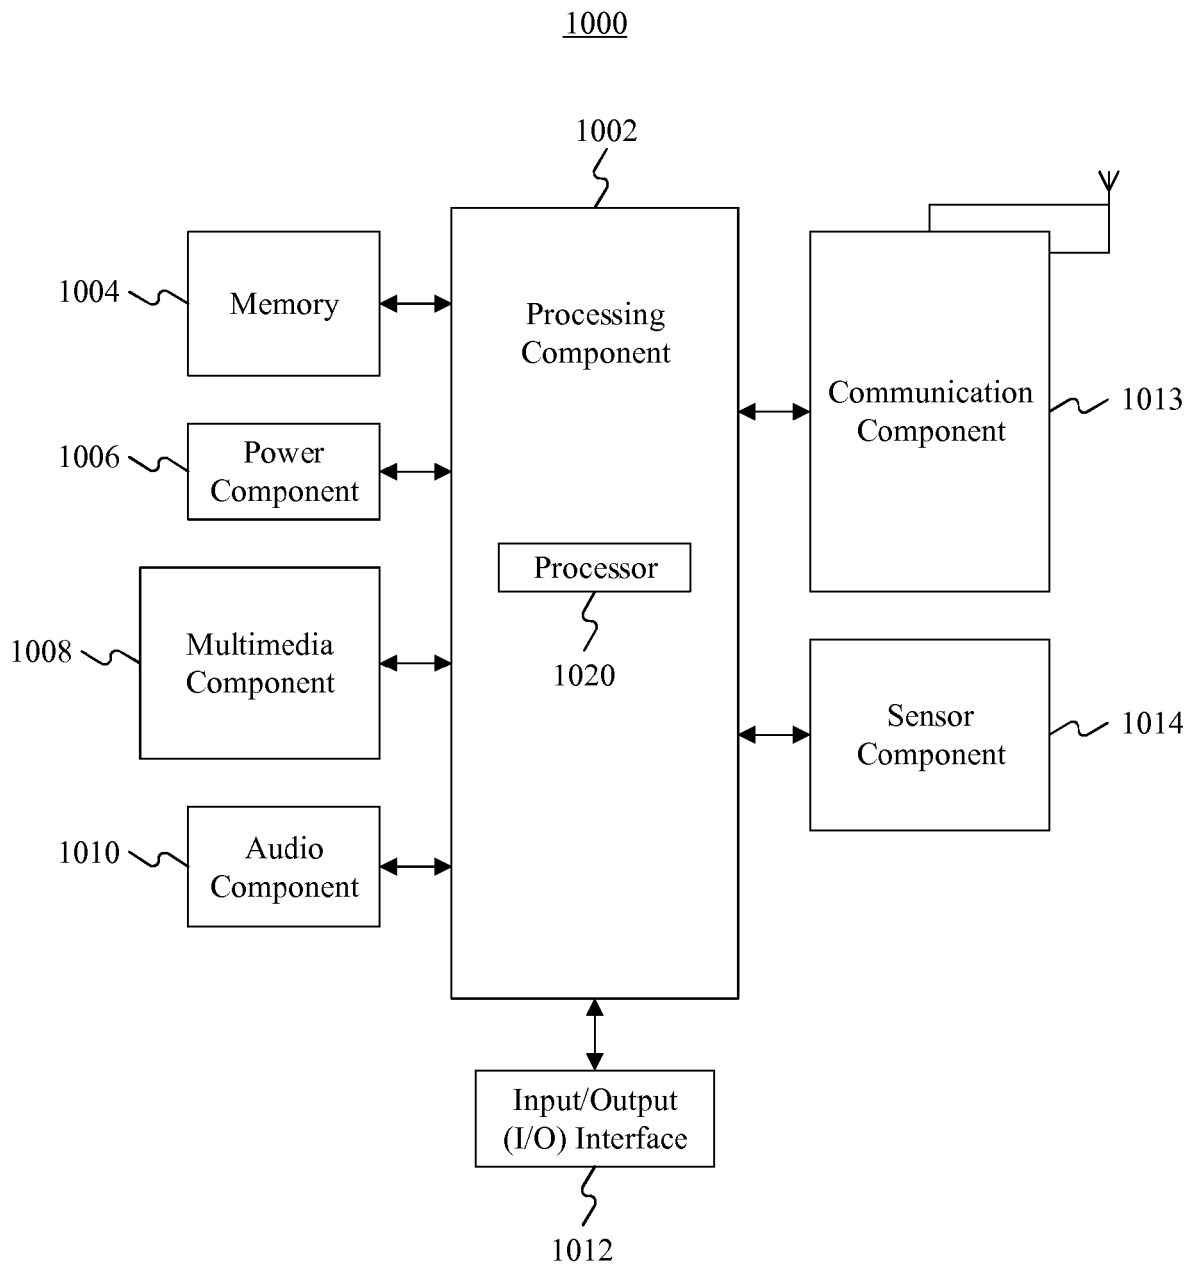 1000
1002
1004
Memory
Processing
Component
Communication
Component
1013
1006
Power
Component
Processor
1020
1008
Multimedia
Component
Sensor
Component
1014
1010
Audio
Component
Input/Output
(I/O) Interface
1012